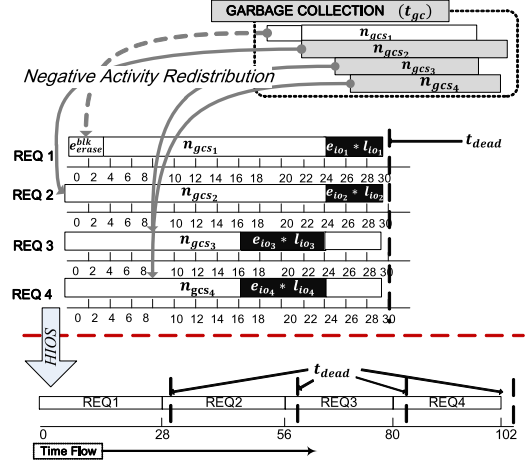 GARBAGE COLLECTION (t_gc)
n_gcs1
n_gcs2
n_gcs3
n_gcs4
Negative Activity Redistribution
t_dead
REQ 1 e_erase^blk n_gcs1 e_io1 * l_io1
0 2 4 6 8 10 12 14 16 18 20 22 24 26 28 30
REQ 2 n_gcs2 e_io2 * l_io2
0 2 4 6 8 10 12 14 16 18 20 22 24 26 28 30
REQ 3 n_gcs3 e_io3 * l_io3
0 2 4 6 8 10 12 14 16 18 20 22 24 26 28 30
REQ 4 n_gcs4 e_io4 * l_io4
0 2 4 6 8 10 12 14 16 18 20 22 24 26 28 30
HIOS
t_dead
REQ1 REQ2 REQ3 REQ4
0 28 56 80 102
Time Flow